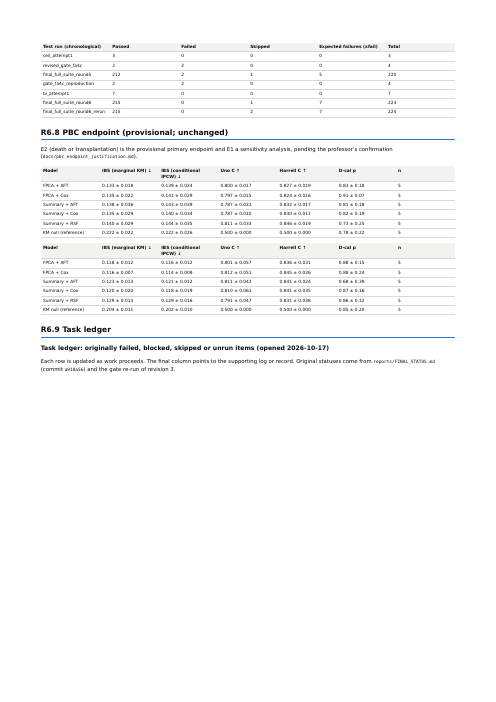 Test run (chronological) Passed Failed Skipped Expected failures (xfail) Total
cell_attempt1 3 0 0 0 3
revised_gate_fa4c 2 2 0 0 4
final_full_suite_round5 212 2 1 5 220
gate_fa4c_reproduction 2 2 0 0 4
bi_attempt1 7 0 0 0 7
final_full_suite_round6 215 0 1 7 223
final_full_suite_round6_rerun 215 0 2 7 224
R6.8 PBC endpoint (provisional; unchanged)
E2 (death or transplantation) is the provisional primary endpoint and E1 a sensitivity analysis, pending the professor's confirmation
(docs/pbc_endpoint_justification.md).
Model IBS (marginal KM) ↓ IBS (conditional IPCW) ↓ Uno C ↑ Harrell C ↑ D-cal p n
FPCA + AFT 0.133 ± 0.018 0.139 ± 0.024 0.800 ± 0.017 0.827 ± 0.019 0.83 ± 0.18 5
FPCA + Cox 0.135 ± 0.022 0.141 ± 0.029 0.797 ± 0.015 0.824 ± 0.016 0.91 ± 0.07 5
Summary + AFT 0.138 ± 0.036 0.143 ± 0.039 0.787 ± 0.022 0.832 ± 0.017 0.81 ± 0.18 5
Summary + Cox 0.135 ± 0.029 0.140 ± 0.034 0.787 ± 0.010 0.830 ± 0.011 0.82 ± 0.19 5
Summary + RSF 0.140 ± 0.029 0.144 ± 0.035 0.811 ± 0.033 0.846 ± 0.019 0.73 ± 0.25 5
KM null (reference) 0.222 ± 0.022 0.222 ± 0.026 0.500 ± 0.000 0.500 ± 0.000 0.78 ± 0.22 5
Model IBS (marginal KM) ↓ IBS (conditional IPCW) ↓ Uno C ↑ Harrell C ↑ D-cal p n
FPCA + AFT 0.118 ± 0.012 0.116 ± 0.012 0.801 ± 0.057 0.836 ± 0.031 0.88 ± 0.15 5
FPCA + Cox 0.116 ± 0.007 0.114 ± 0.009 0.812 ± 0.051 0.845 ± 0.026 0.88 ± 0.24 5
Summary + AFT 0.123 ± 0.013 0.121 ± 0.012 0.811 ± 0.042 0.841 ± 0.024 0.68 ± 0.39 5
Summary + Cox 0.120 ± 0.020 0.118 ± 0.019 0.810 ± 0.061 0.841 ± 0.035 0.87 ± 0.16 5
Summary + RSF 0.129 ± 0.013 0.129 ± 0.016 0.791 ± 0.047 0.831 ± 0.038 0.86 ± 0.12 5
KM null (reference) 0.204 ± 0.011 0.202 ± 0.010 0.500 ± 0.000 0.500 ± 0.000 0.85 ± 0.20 5
R6.9 Task ledger
Task ledger: originally failed, blocked, skipped or unrun items (opened 2026-10-17)
Each row is updated as work proceeds. The final column points to the supporting log or record. Original statuses come from reports/FINAL_STATUS.md
(commit a918a56) and the gate re-run of revision 3.